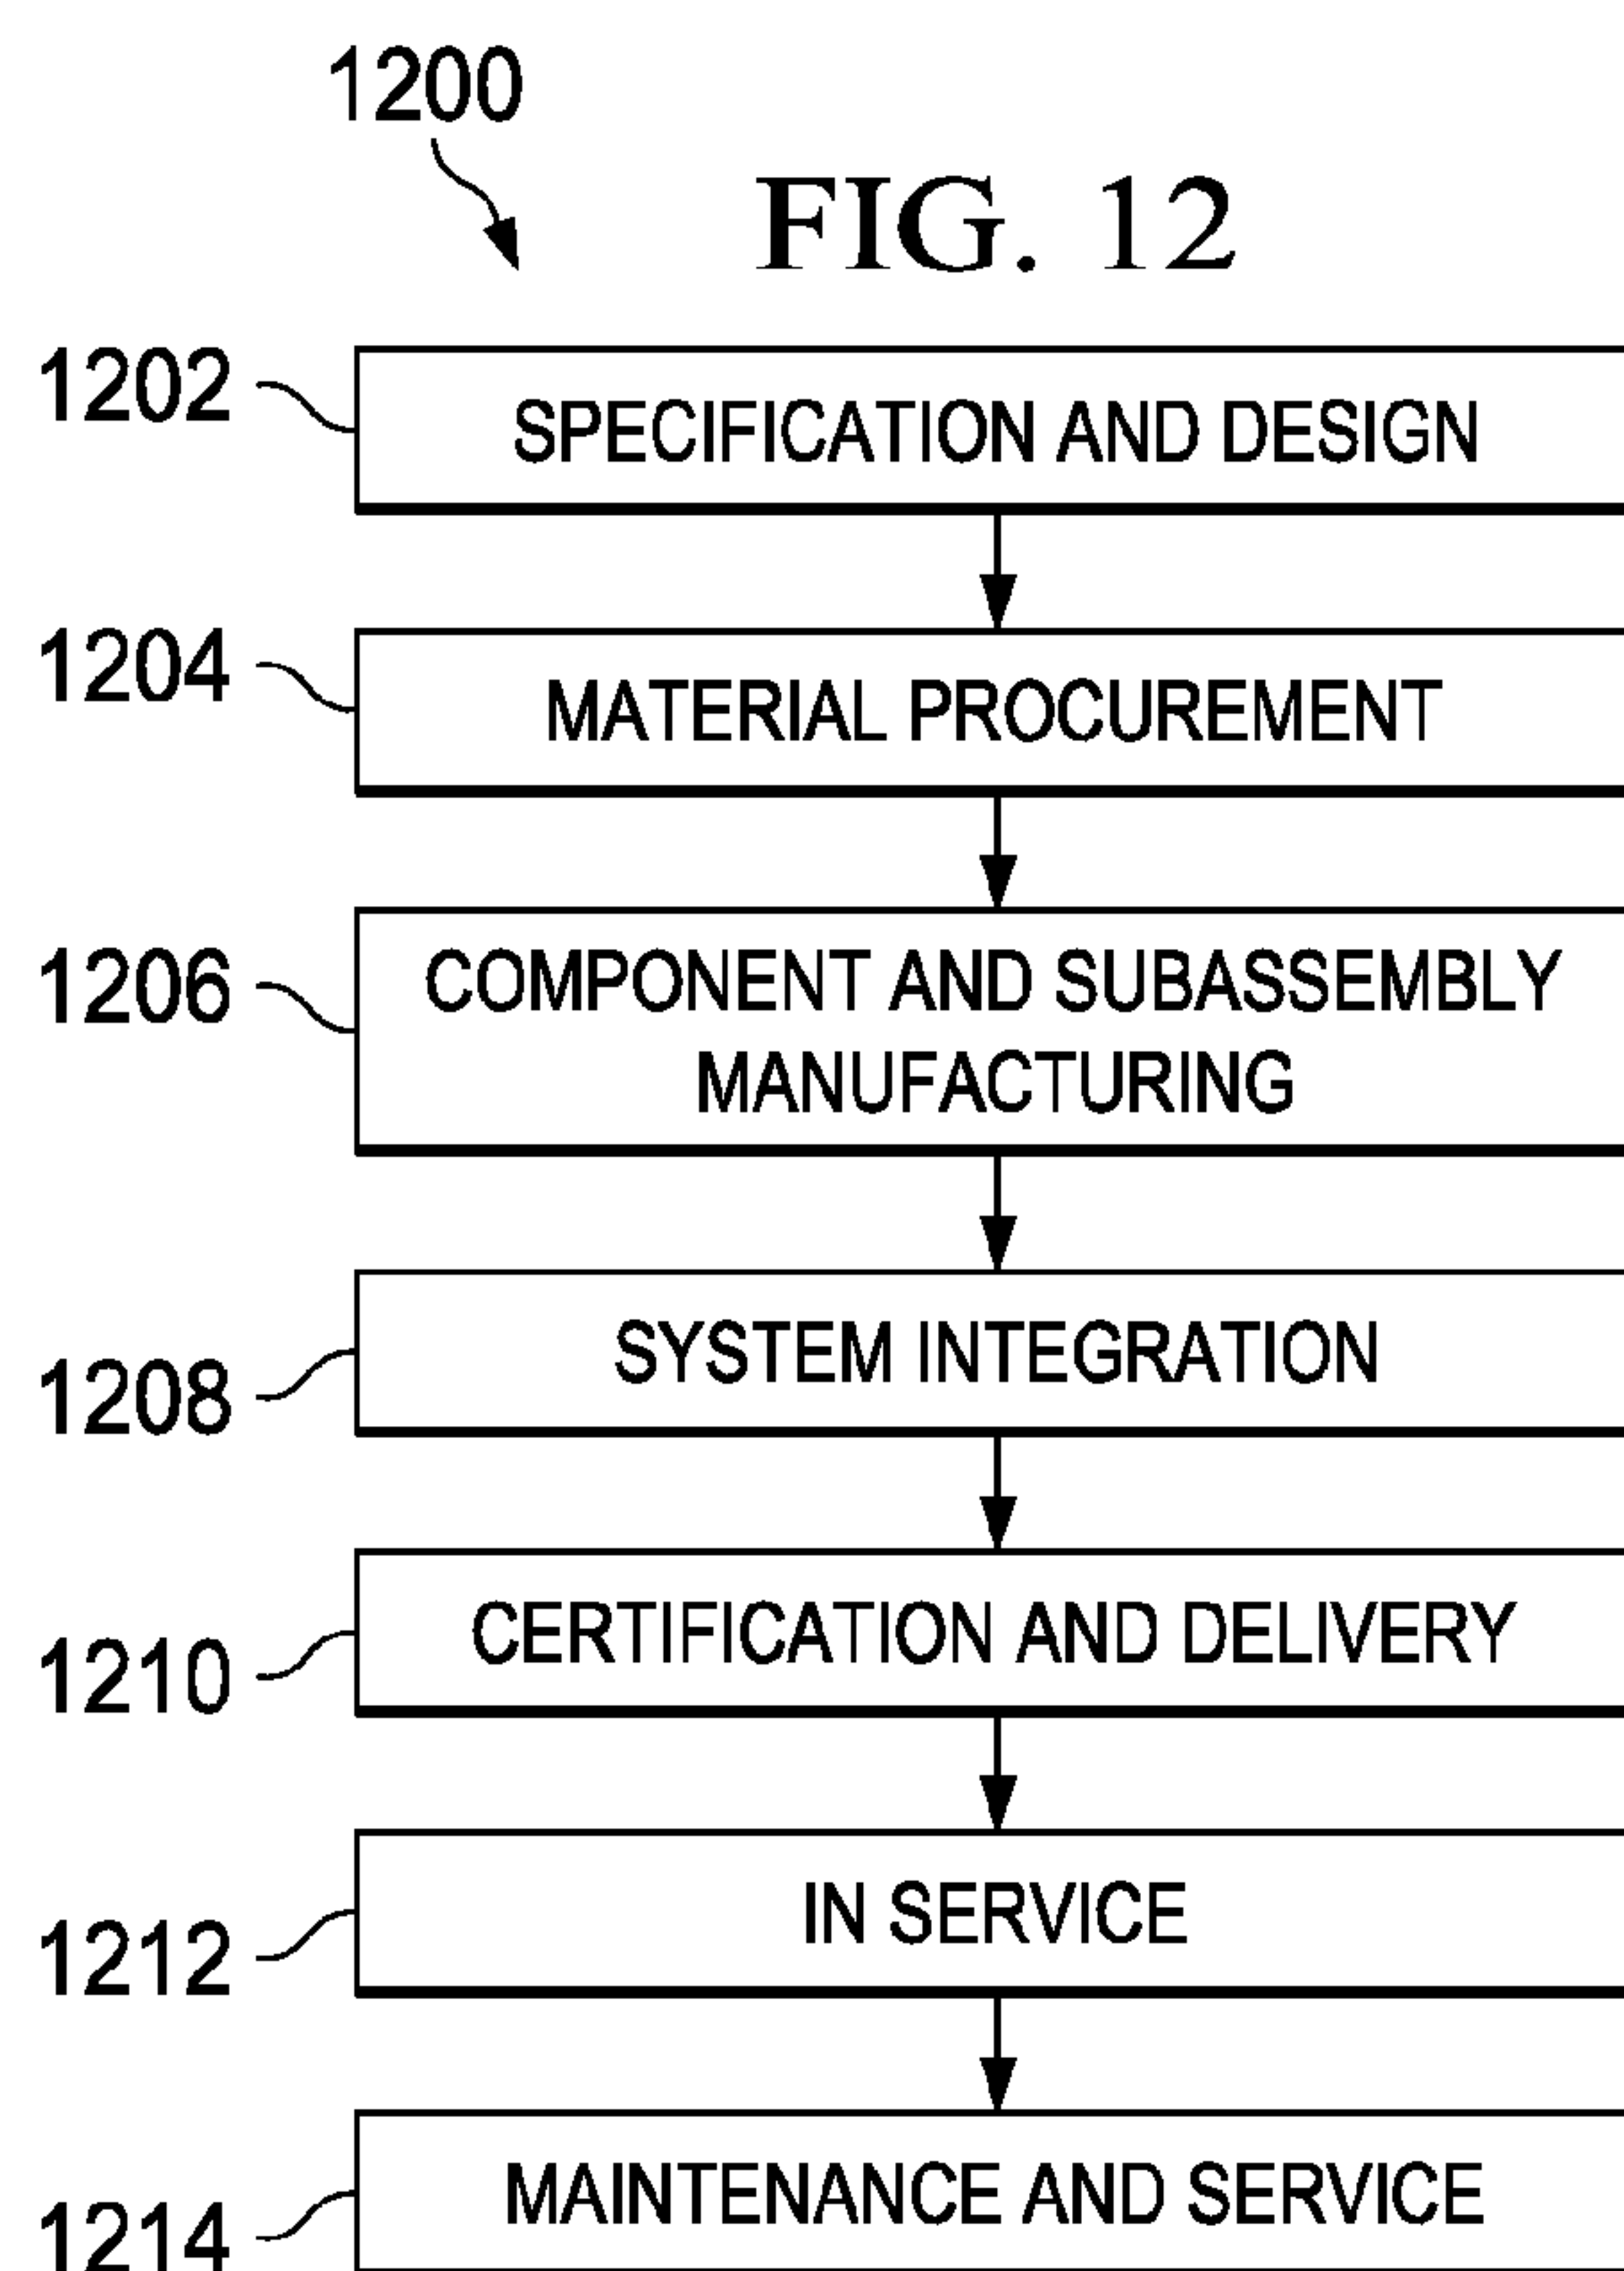 1200
FIG. 12
1202
SPECIFICATION AND DESIGN
1204
MATERIAL PROCUREMENT
1206
COMPONENT AND SUBASSEMBLY
MANUFACTURING
1208
SYSTEM INTEGRATION
1210
CERTIFICATION AND DELIVERY
1212
IN SERVICE
1214
MAINTENANCE AND SERVICE